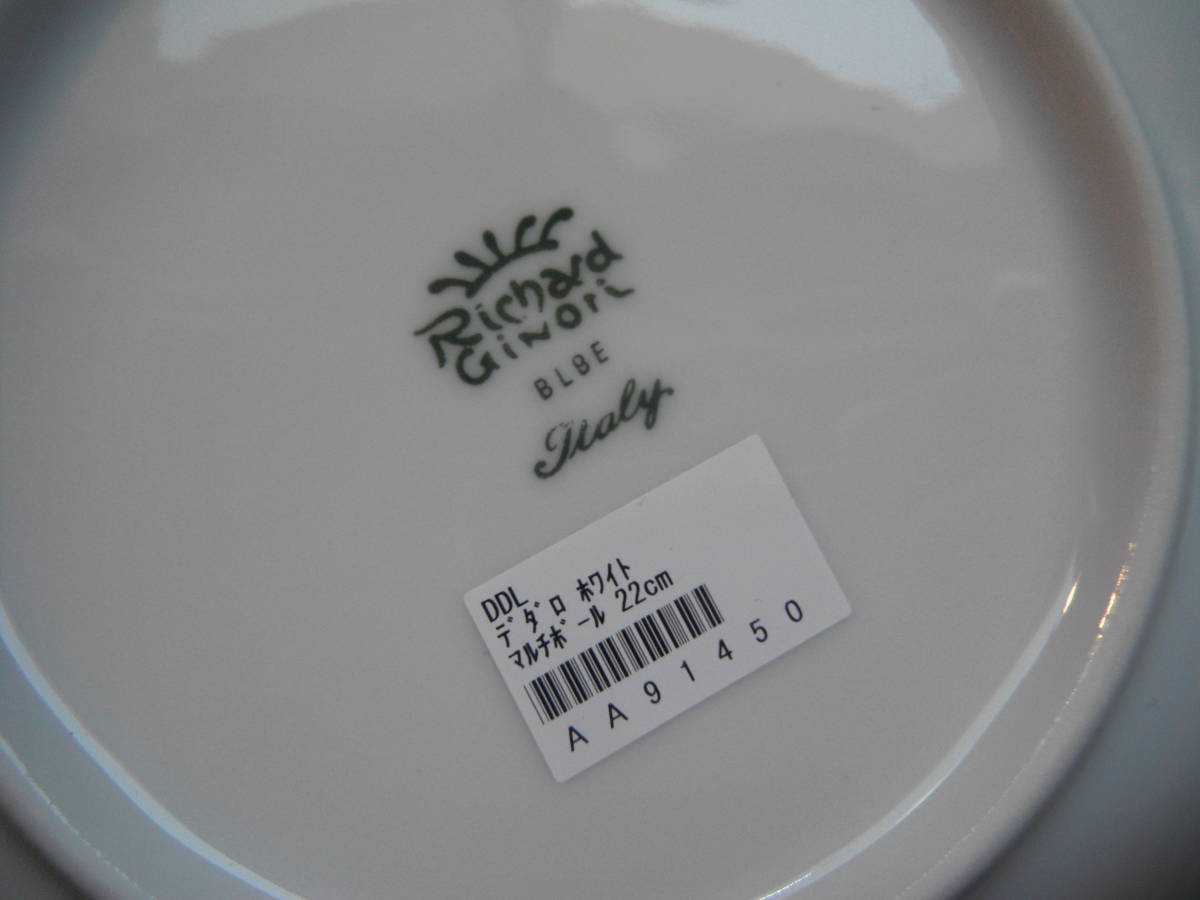 Richard
GiNORi
BLBE
Italy
DDL
ﾃﾞﾀﾞﾛ ﾎﾜｲﾄ
ﾏﾙﾁﾎﾞｰﾙ 22cm
AA91450